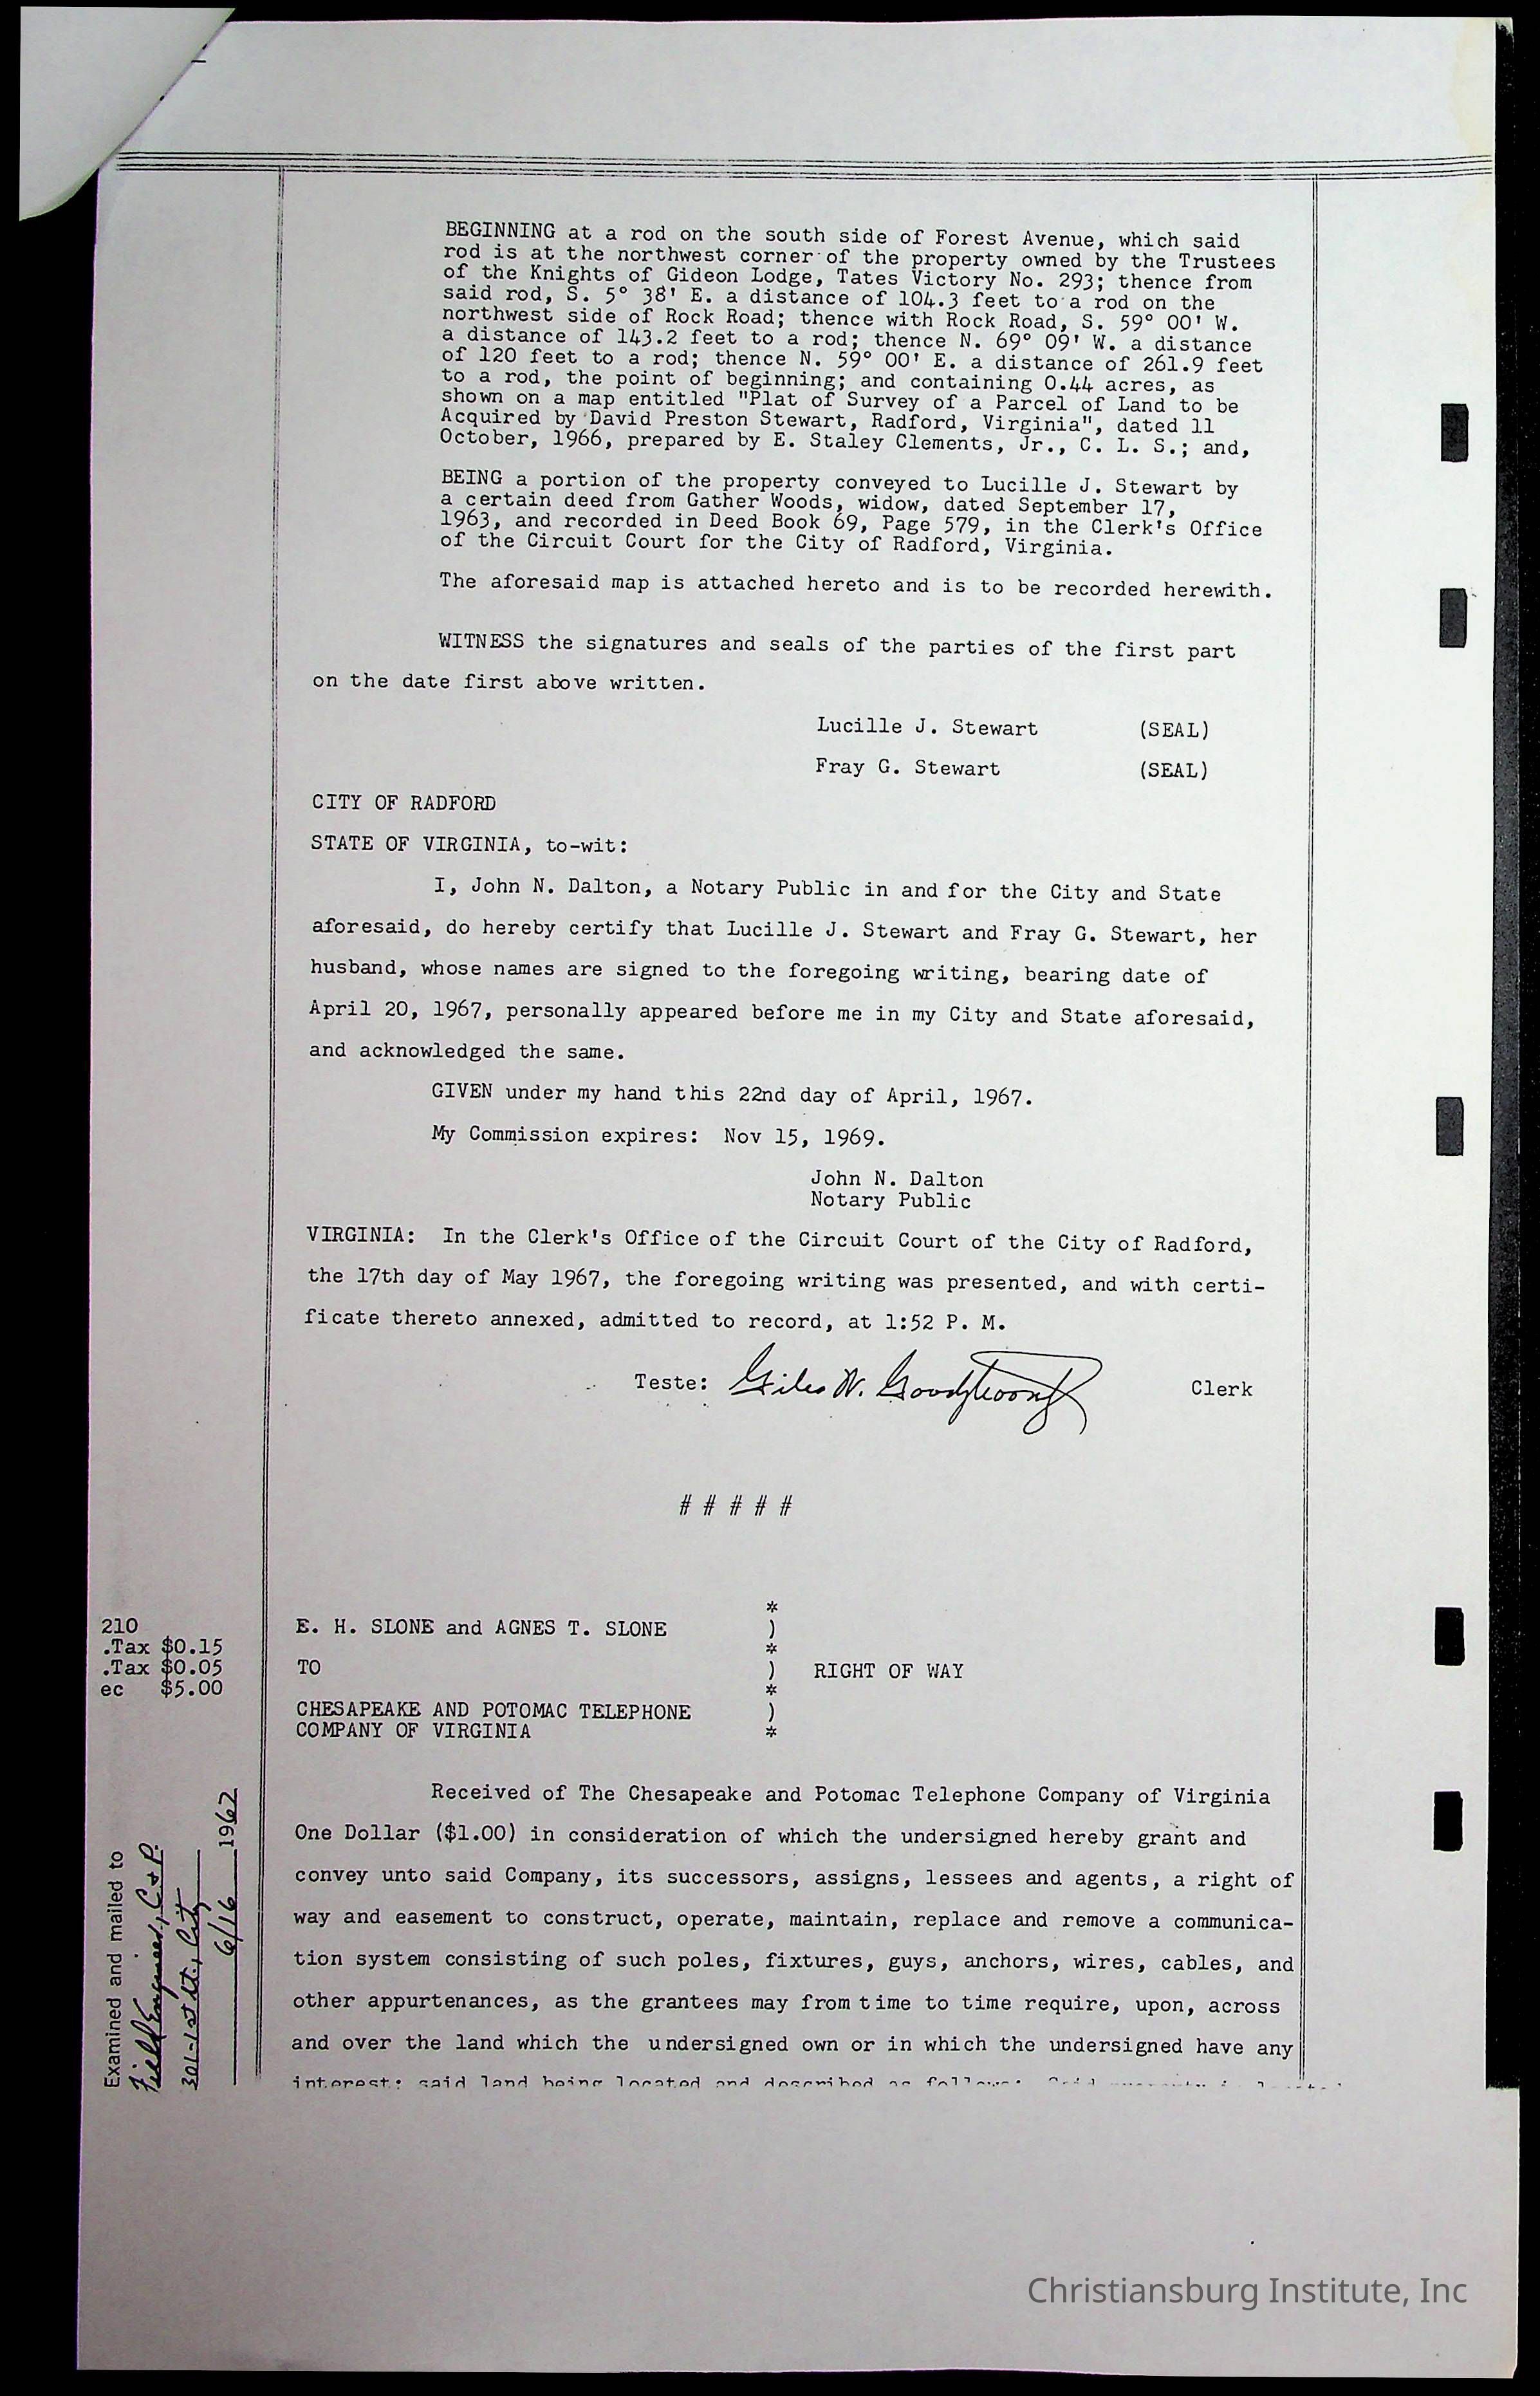 BEGINNING at a rod on the south side of Forest Avenue, which said
rod is at the northwest corner of the property owned by the Trustees
of the Knights of Gideon Lodge, Tates Victory No. 293; thence from
said rod, S. 5° 38' E. a distance of 104.3 feet to a rod on the
northwest side of Rock Road; thence with Rock Road, S. 59° 00' W.
a distance of 143.2 feet to a rod; thence N. 69° 09' W. a distance
of 120 feet to a rod; thence N. 59° 00' E. a distance of 261.9 feet
to a rod, the point of beginning; and containing 0.44 acres, as
shown on a map entitled "Plat of Survey of a Parcel of Land to be
Acquired by David Preston Stewart, Radford, Virginia", dated 11
October, 1966, prepared by E. Staley Clements, Jr., C. L. S.; and,
BEING a portion of the property conveyed to Lucille J. Stewart by
a certain deed from Gather Woods, widow, dated September 17,
1963, and recorded in Deed Book 69, Page 579, in the Clerk's Office
of the Circuit Court for the City of Radford, Virginia.
The aforesaid map is attached hereto and is to be recorded herewith.
WITNESS the signatures and seals of the parties of the first part
on the date first above written.
Lucille J. Stewart (SEAL)
Fray G. Stewart (SEAL)
CITY OF RADFORD
STATE OF VIRGINIA, to-wit:
I, John N. Dalton, a Notary Public in and for the City and State
aforesaid, do hereby certify that Lucille J. Stewart and Fray G. Stewart, her
husband, whose names are signed to the foregoing writing, bearing date of
April 20, 1967, personally appeared before me in my City and State aforesaid,
and acknowledged the same.
GIVEN under my hand this 22nd day of April, 1967.
My Commission expires: Nov 15, 1969.
John N. Dalton
Notary Public
VIRGINIA: In the Clerk's Office of the Circuit Court of the City of Radford,
the 17th day of May 1967, the foregoing writing was presented, and with certi-
ficate thereto annexed, admitted to record, at 1:52 P. M.
Teste: Giles W. Clerk
# # # # #
210
.Tax $0.15
.Tax $0.05
ec $5.00
*
E. H. SLONE and AGNES T. SLONE )
*
TO ) RIGHT OF WAY
*
CHESAPEAKE AND POTOMAC TELEPHONE )
COMPANY OF VIRGINIA *
Examined and mailed to
Field Engineer, C & P.
301-1st St., City
6/16 1967
Received of The Chesapeake and Potomac Telephone Company of Virginia
One Dollar ($1.00) in consideration of which the undersigned hereby grant and
convey unto said Company, its successors, assigns, lessees and agents, a right of
way and easement to construct, operate, maintain, replace and remove a communica-
tion system consisting of such poles, fixtures, guys, anchors, wires, cables, and
other appurtenances, as the grantees may from time to time require, upon, across
and over the land which the undersigned own or in which the undersigned have any
interest; said land being located and described as follows:
Christiansburg Institute, Inc